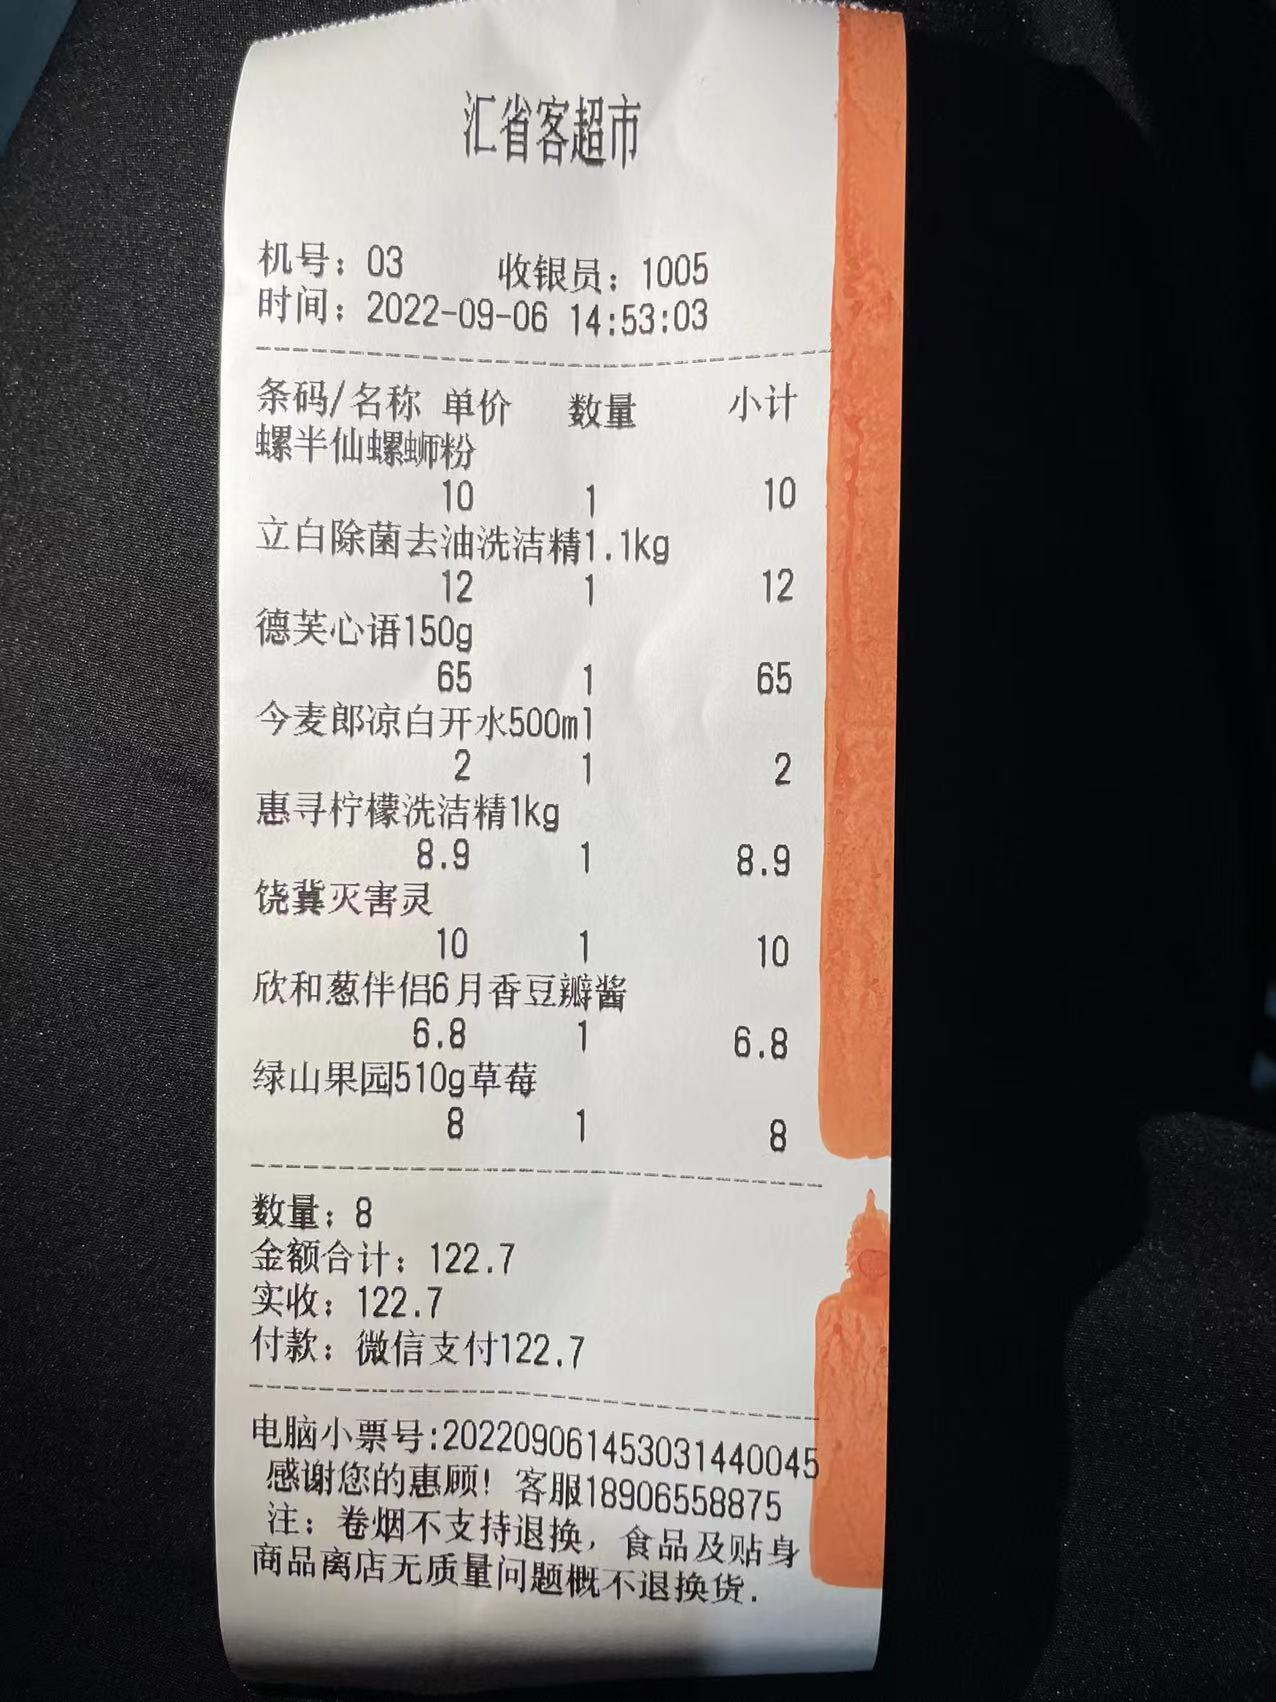 汇省客超市
机号：03 收银员：1005
时间：2022-09-06 14:53:03
条码/名称 单价 数量 小计
螺半仙螺蛳粉
10 1 10
立白除菌去油洗洁精1.1kg
12 1 12
德芙心语150g
65 1 65
今麦郎凉白开水500ml
2 1 2
惠寻柠檬洗洁精1kg
8.9 1 8.9
饶冀灭害灵
10 1 10
欣和葱伴侣6月香豆瓣酱
6.8 1 6.8
绿山果园510g草莓
8 1 8
数量：8
金额合计：122.7
实收：122.7
付款：微信支付122.7
电脑小票号:202209061453031440045
感谢您的惠顾！客服18906558875
注：卷烟不支持退换，食品及贴身
商品离店无质量问题概不退换货.